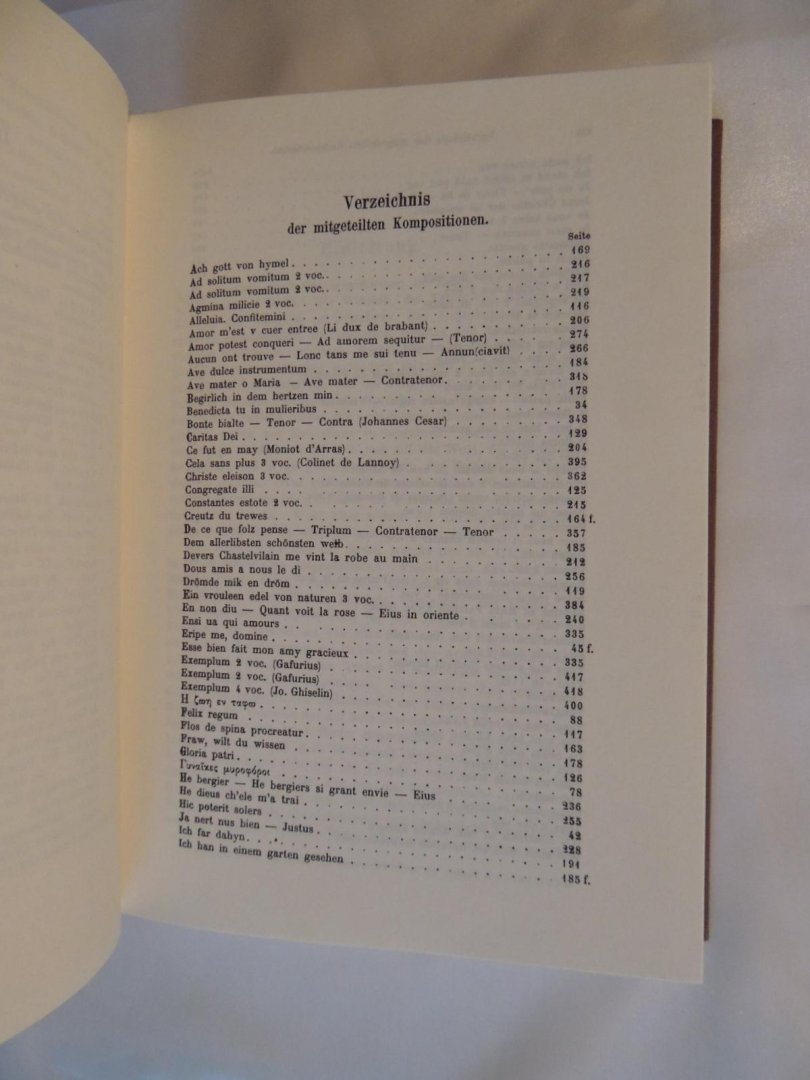 Verzeichnis
der mitgeteilten Kompositionen.
Seite
Ach gott von hymel . . . . . 169
Ad solitum vomitum 2 voc. . . . . . 216
Ad solitum vomitum 2 voc. . . . . . 217
Agmina milicie 2 voc. . . . . . 219
Alleluia. Confitemini . . . . . 116
Amor m'est v cuer entree (Li dux de brabant) . . . . . 206
Amor potest conqueri — Ad amorem sequitur — (Tenor) . . . . . 274
Aucun ont trouve — Lonc tans me sui tenu — Annun(ciavit) . . . . 266
Ave dulce instrumentum . . . . . 184
Ave mater o Maria — Ave mater — Contratenor . . . . . 318
Begirlich in dem hertzen min . . . . . 178
Benedicta tu in mulieribus . . . . . 34
Bonte bialte — Tenor — Contra (Johannes Cesar) . . . . . 348
Caritas Dei . . . . . 129
Ce fut en may (Moniot d'Arras) . . . . . 204
Cela sans plus 3 voc. (Colinet de Lannoy) . . . . . 395
Christe eleison 3 voc. . . . . . 362
Congregate illi . . . . . 125
Constantes estote 2 voc. . . . . . 215
Creutz du trewes . . . . . 164 f.
De ce que folz pense — Triplum — Contratenor — Tenor . . . . . 357
Dem allerlibsten schönsten weib . . . . . 185
Devers Chastelvilain me vint la robe au main . . . . . 212
Dous amis a nous le di . . . . . 256
Drömde mik en dröm . . . . . 119
Ein vrouleen edel von naturen 3 voc. . . . . . 384
En non diu — Quant voit la rose — Eius in oriente . . . . . 240
Ensi ua qui amours . . . . . 335
Eripe me, domine . . . . . 45 f.
Esse bien fait mon amy gracieux . . . . . 335
Exemplum 2 voc. (Gafurius) . . . . . 417
Exemplum 2 voc. (Gafurius) . . . . . 418
Exemplum 4 voc. (Jo. Ghiselin) . . . . . 400
Η ζωη εν ταφω . . . . . 88
Felix regum . . . . . 117
Flos de spina procreatur . . . . . 163
Fraw, wilt du wissen . . . . . 178
Gloria patri . . . . . 126
Γυναῖκες μυροφόροι . . . . . 78
He bergier — He bergiers si grant envie — Eius . . . . . 236
He dieus ch'ele m'a trai . . . . . 255
Hic poterit solers . . . . . 42
Ja nert nus bien — Justus . . . . . 228
Ich far dahyn . . . . . 191
Ich han in einem garten gesehen . . . . . 185 f.